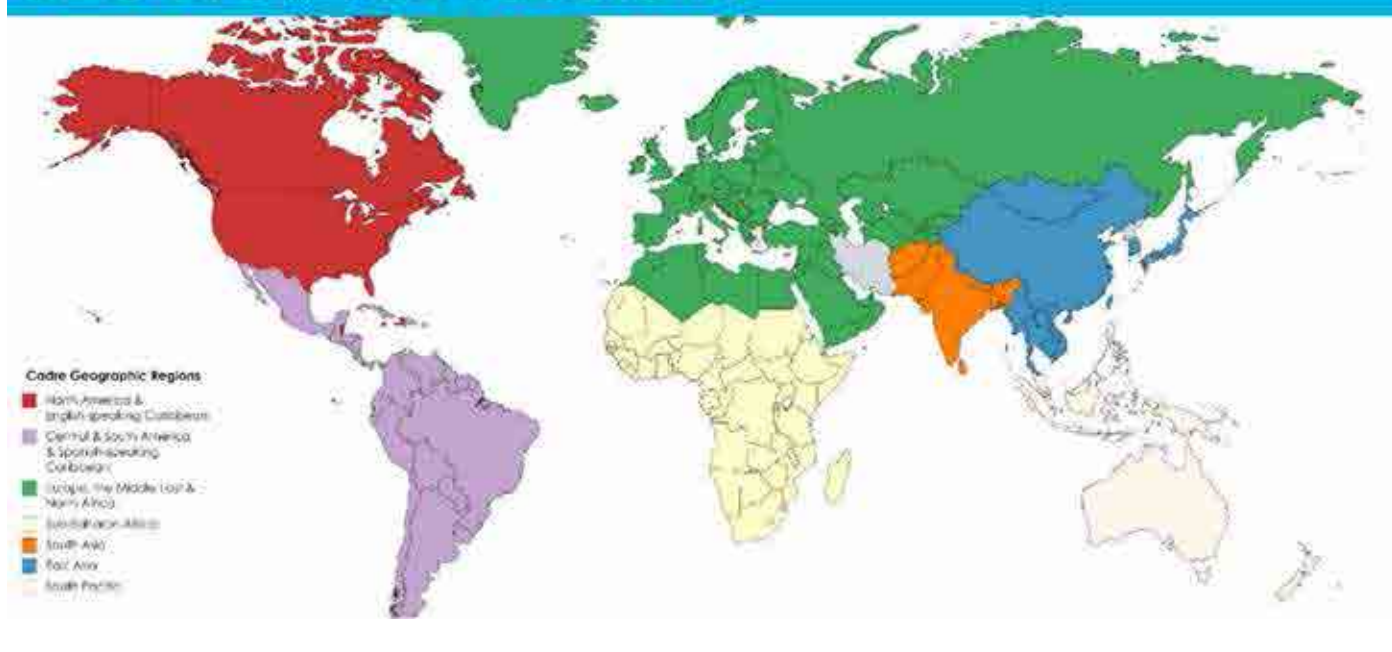 Cadre Geographic Regions
North America &
English-speaking Caribbean
Central & South America
& Spanish-speaking
Caribbean
Europe, the Middle East &
North Africa
Sub-Saharan Africa
South Asia
East Asia
South Pacific